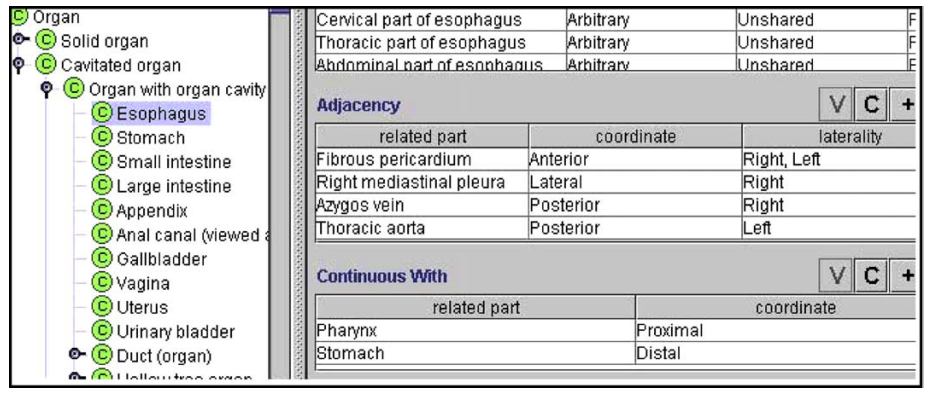 Organ
Solid organ
Cavitated organ
Organ with organ cavity
Esophagus
Stomach
Small intestine
Large intestine
Appendix
Anal canal (viewed
Gallbladder
Vagina
Uterus
Urinary bladder
Duct (organ)
Hollow tree organ
Cervical part of esophagus Arbitrary Unshared F
Thoracic part of esophagus Arbitrary Unshared F
Abdominal part of esophagus Arbitrary Unshared F
Adjacency V C +
related part coordinate laterality
Fibrous pericardium Anterior Right, Left
Right mediastinal pleura Lateral Right
Azygos vein Posterior Right
Thoracic aorta Posterior Left
Continuous With V C +
related part coordinate
Pharynx Proximal
Stomach Distal